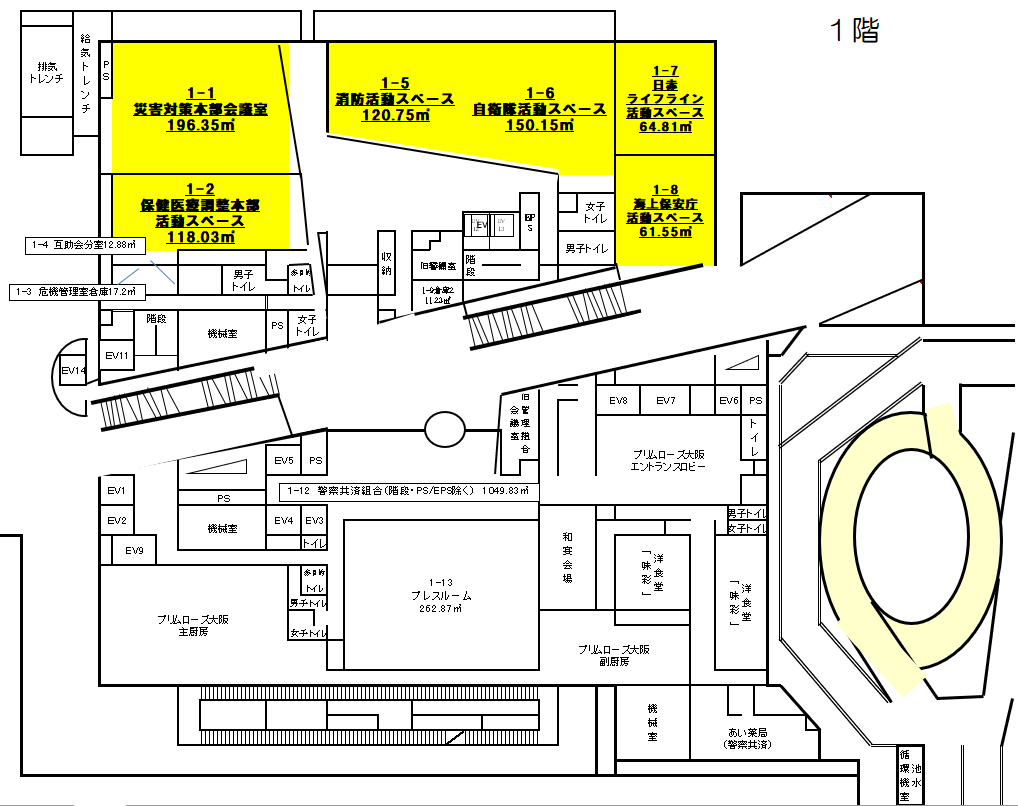 1階
排気
トレンチ
給気トレンチ
PS
1-1
災害対策本部会議室
196.35㎡
1-5
消防活動スペース
120.75㎡
1-6
自衛隊活動スペース
150.15㎡
1-7
日赤
ライフライン
活動スペース
64.81㎡
1-2
保健医療調整本部
活動スペース
118.03㎡
1-8
海上保安庁
活動スペース
61.55㎡
女子
トイレ
男子トイレ
EV
階段
旧警備室
収納
1-4 互助会分室12.88㎡
1-3 危機管理室倉庫17.2㎡
男子
トイレ
多目的
トイレ
階段
機械室
PS
女子
トイレ
EV11
EV14
EV8
EV7
EV6
PS
トイレ
プリムローズ大阪
エントランスロビー
EV5
PS
1-12 警察共済組合(階段・PS/EPS除く) 1049.83㎡
EV1
PS
EV2
機械室
EV4
EV3
トイレ
EV9
男子トイレ
女子トイレ
和宴会場
洋食堂
「味彩」
洋食堂
「味彩」
多目的
トイレ
男子トイレ
女子トイレ
1-13
プレスルーム
262.87㎡
プリムローズ大阪
主厨房
プリムローズ大阪
副厨房
機械室
あい薬局
(警察共済)
池水
循環機室